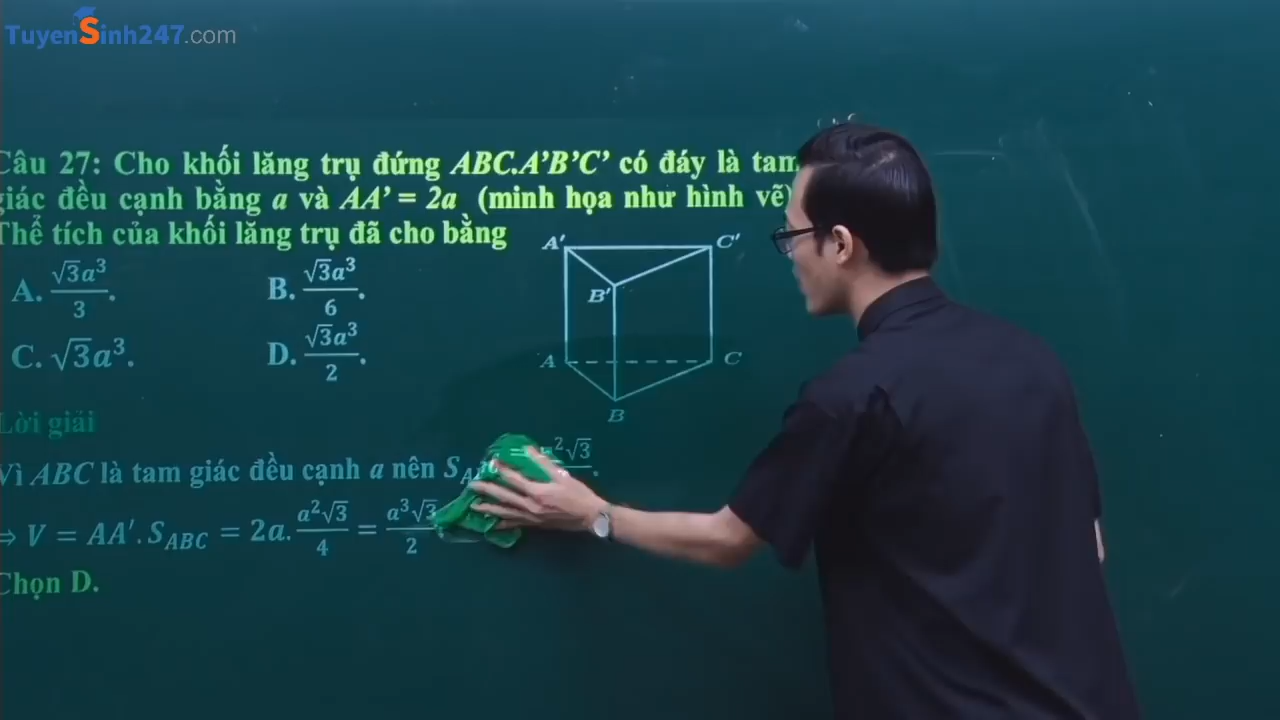 TuyenSinh247.com
Câu 27: Cho khối lăng trụ đứng ABC.A'B'C' có đáy là tam
giác đều cạnh bằng a và AA' = 2a (minh họa như hình vẽ)
Thể tích của khối lăng trụ đã cho bằng
A. √3a³/3. B. √3a³/6.
C. √3a³. D. √3a³/2.
A' C'
B'
A C
B
Lời giải
Vì ABC là tam giác đều cạnh a nên S
⇒ V = AA'.S_ABC = 2a.a²√3/4 = a³√3/2
Chọn D.